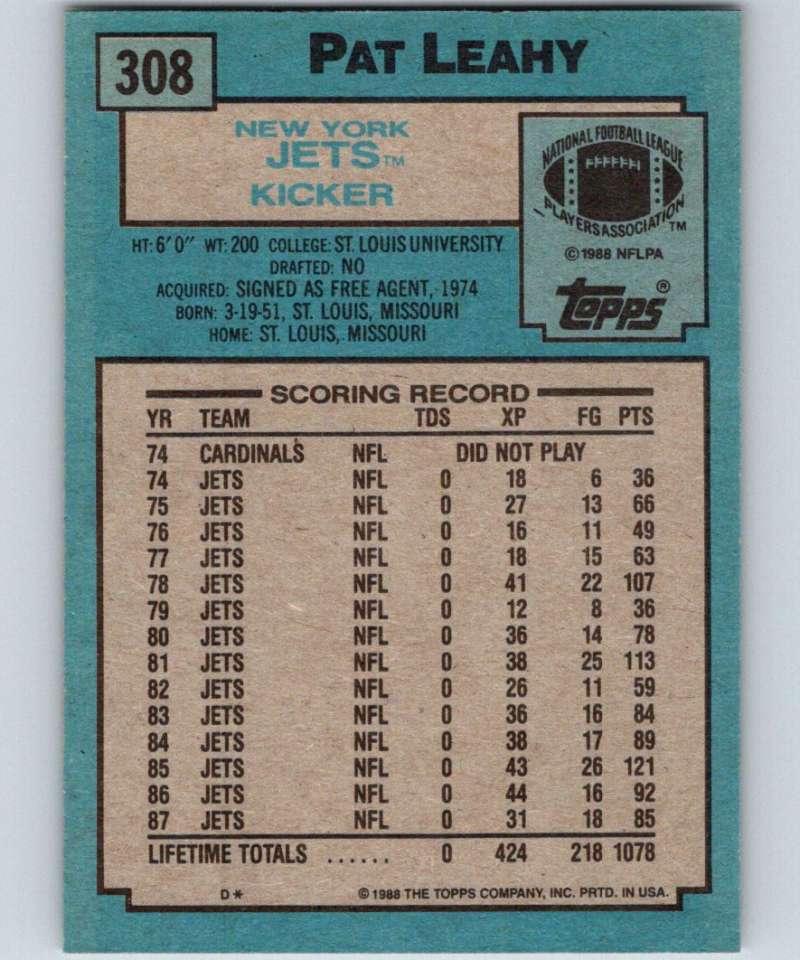 308
PAT LEAHY
NEW YORK
JETS™
KICKER
NATIONAL FOOTBALL LEAGUE
PLAYERS ASSOCIATION™
©1988 NFLPA
Topps®
HT: 6'0" WT: 200 COLLEGE: ST. LOUIS UNIVERSITY
DRAFTED: NO
ACQUIRED: SIGNED AS FREE AGENT, 1974
BORN: 3-19-51, ST. LOUIS, MISSOURI
HOME: ST. LOUIS, MISSOURI
SCORING RECORD
YR TEAM TDS XP FG PTS
74 CARDINALS NFL DID NOT PLAY
74 JETS NFL 0 18 6 36
75 JETS NFL 0 27 13 66
76 JETS NFL 0 16 11 49
77 JETS NFL 0 18 15 63
78 JETS NFL 0 41 22 107
79 JETS NFL 0 12 8 36
80 JETS NFL 0 36 14 78
81 JETS NFL 0 38 25 113
82 JETS NFL 0 26 11 59
83 JETS NFL 0 36 16 84
84 JETS NFL 0 38 17 89
85 JETS NFL 0 43 26 121
86 JETS NFL 0 44 16 92
87 JETS NFL 0 31 18 85
LIFETIME TOTALS ...... 0 424 218 1078
D* ©1988 THE TOPPS COMPANY, INC. PRTD. IN USA.